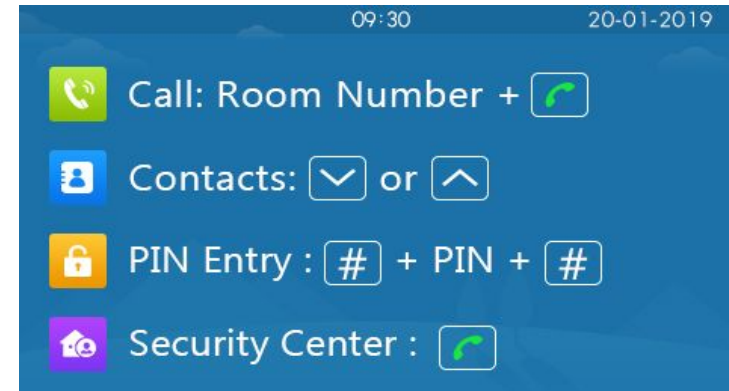 09:30 20-01-2019
Call: Room Number +
Contacts: or
PIN Entry : # + PIN + #
Security Center :